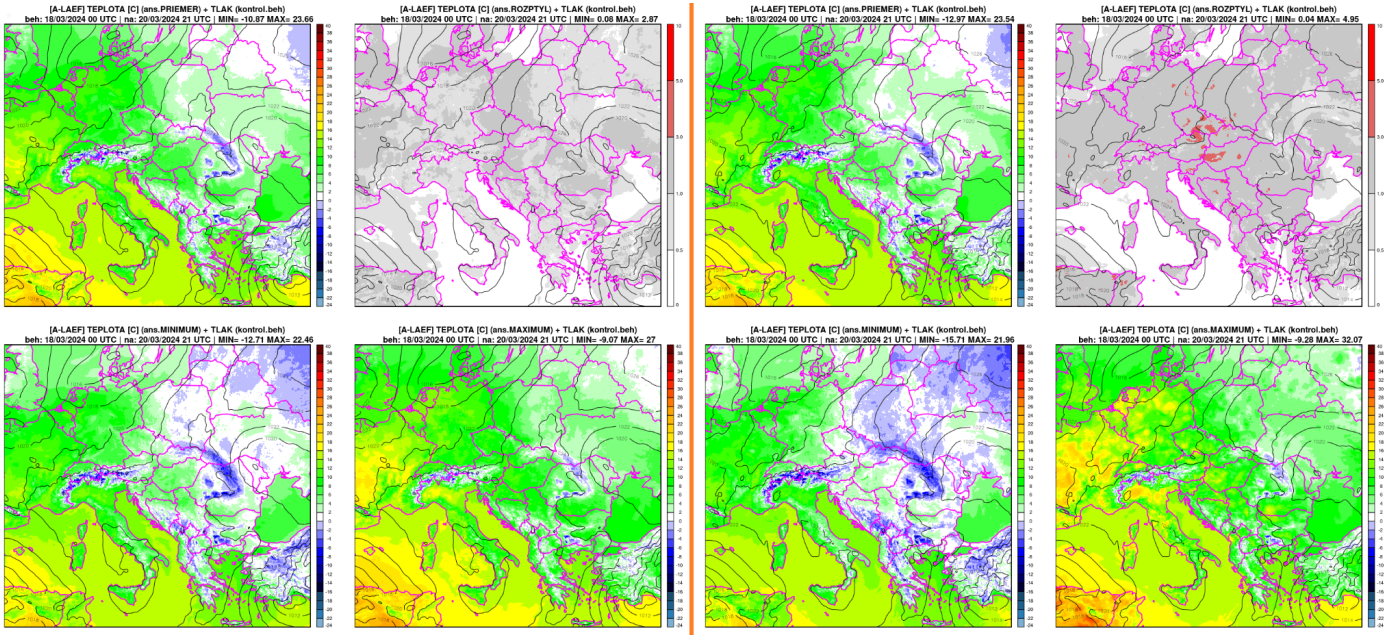 [A-LAEF] TEPLOTA [C] (ans.PRIEMER) + TLAK (kontrol.beh)
beh: 18/03/2024 00 UTC | na: 20/03/2024 21 UTC | MIN= -10.87 MAX= 23.66
[A-LAEF] TEPLOTA [C] (ans.ROZPTYL) + TLAK (kontrol.beh)
beh: 18/03/2024 00 UTC | na: 20/03/2024 21 UTC | MIN= 0.08 MAX= 2.87
[A-LAEF] TEPLOTA [C] (ans.PRIEMER) + TLAK (kontrol.beh)
beh: 18/03/2024 00 UTC | na: 20/03/2024 21 UTC | MIN= -12.97 MAX= 23.54
[A-LAEF] TEPLOTA [C] (ans.ROZPTYL) + TLAK (kontrol.beh)
beh: 18/03/2024 00 UTC | na: 20/03/2024 21 UTC | MIN= 0.04 MAX= 4.95
[A-LAEF] TEPLOTA [C] (ans.MINIMUM) + TLAK (kontrol.beh)
beh: 18/03/2024 00 UTC | na: 20/03/2024 21 UTC | MIN= -12.71 MAX= 22.46
[A-LAEF] TEPLOTA [C] (ans.MAXIMUM) + TLAK (kontrol.beh)
beh: 18/03/2024 00 UTC | na: 20/03/2024 21 UTC | MIN= -9.07 MAX= 27
[A-LAEF] TEPLOTA [C] (ans.MINIMUM) + TLAK (kontrol.beh)
beh: 18/03/2024 00 UTC | na: 20/03/2024 21 UTC | MIN= -15.71 MAX= 21.96
[A-LAEF] TEPLOTA [C] (ans.MAXIMUM) + TLAK (kontrol.beh)
beh: 18/03/2024 00 UTC | na: 20/03/2024 21 UTC | MIN= -9.28 MAX= 32.07